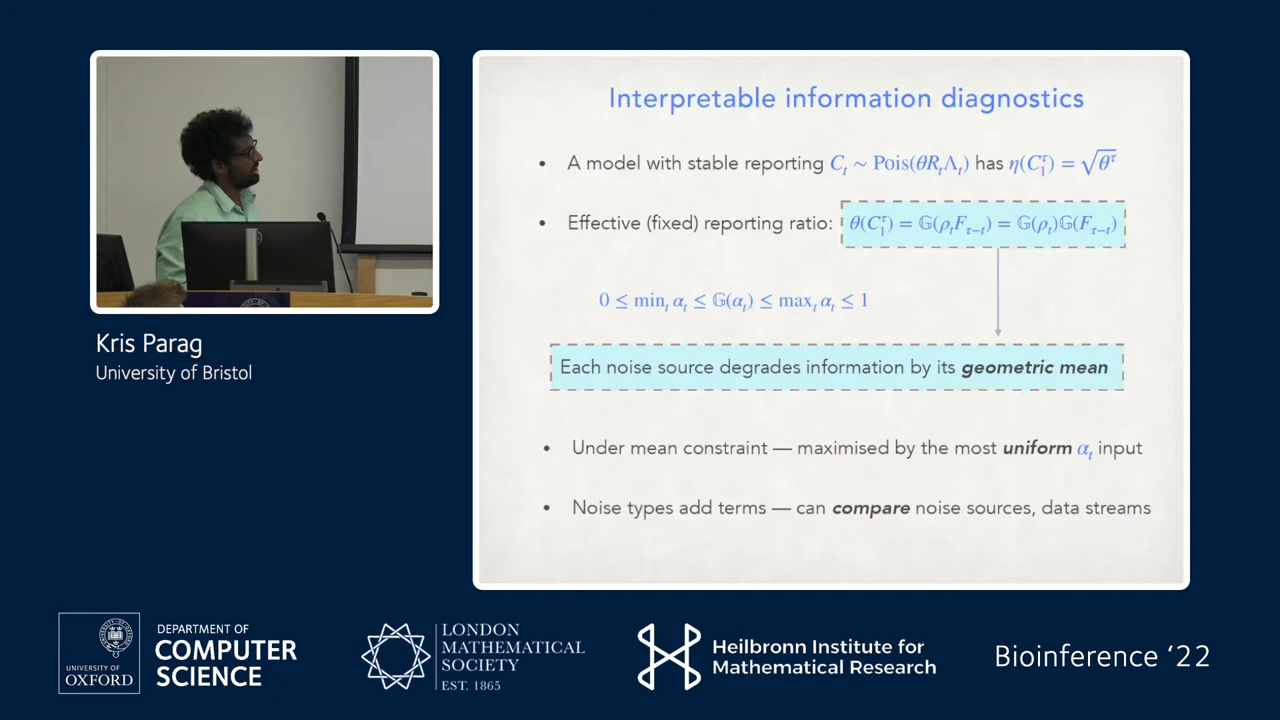 Interpretable information diagnostics
• A model with stable reporting Cₜ ~ Pois(θRₜΛₜ) has η(C₁^τ) = √θ^τ
• Effective (fixed) reporting ratio: θ(C₁^τ) = 𝔾(ρₜF_{τ−t}) = 𝔾(ρₜ)𝔾(F_{τ−t})
0 ≤ minₜ αₜ ≤ 𝔾(αₜ) ≤ maxₜ αₜ ≤ 1
Each noise source degrades information by its geometric mean
• Under mean constraint — maximised by the most uniform αₜ input
• Noise types add terms — can compare noise sources, data streams
Kris Parag
University of Bristol
UNIVERSITY OF
OXFORD
DEPARTMENT OF
COMPUTER
SCIENCE
LONDON
MATHEMATICAL
SOCIETY
EST. 1865
Heilbronn Institute for
Mathematical Research
Bioinference ‘22